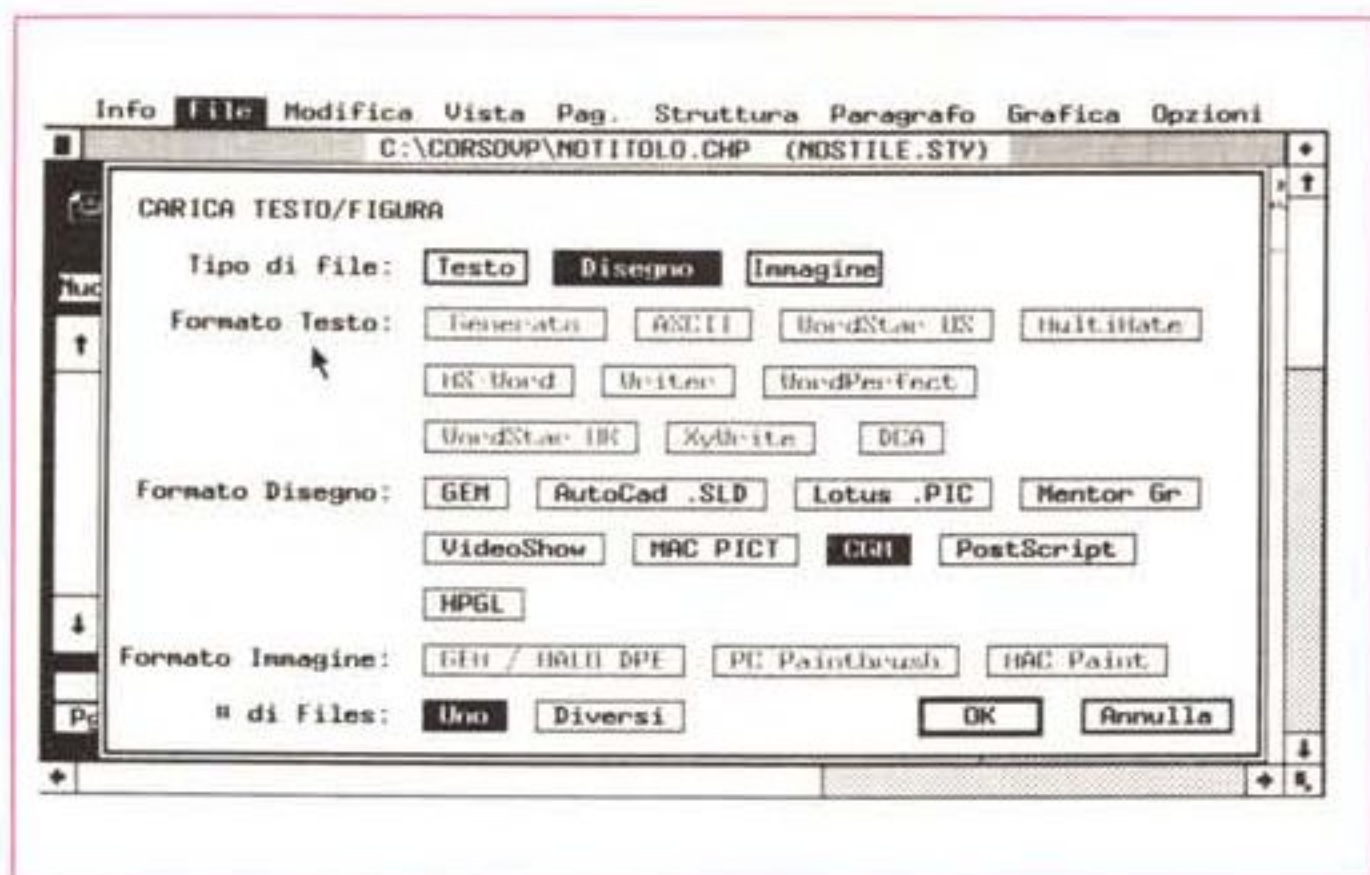 Info File Modifica Vista Pag. Struttura Paragrafo Grafica Opzioni
C:\CORSOVP\NOTITOLO.CHP (NOSTILE.STY)
CARICA TESTO/FIGURA
Tipo di file: Testo Disegno Immagine
Nuo
Formato Testo: Generato ASCII WordStar US MultiMate
MS-Word Writer WordPerfect
WordStar UK XyWrite DCA
Formato Disegno: GEM AutoCad .SLD Lotus .PIC Mentor Gr
VideoShow MAC PICT CGM PostScript
HPGL
Formato Immagine: GEM / HALO DPE PC Paintbrush MAC Paint
# di Files: Uno Diversi OK Annulla